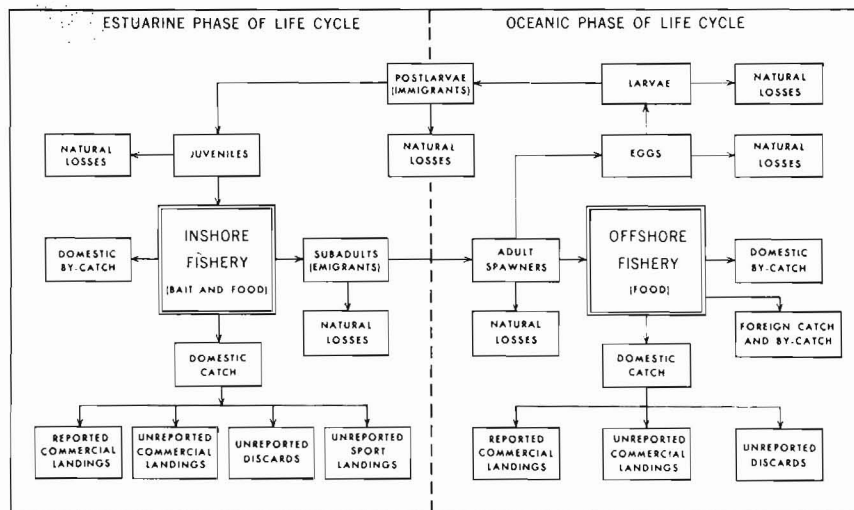 ESTUARINE PHASE OF LIFE CYCLE
OCEANIC PHASE OF LIFE CYCLE
POSTLARVAE
(IMMIGRANTS)
LARVAE
NATURAL
LOSSES
NATURAL
LOSSES
JUVENILES
NATURAL
LOSSES
EGGS
NATURAL
LOSSES
DOMESTIC
BY-CATCH
INSHORE
FISHERY
(BAIT AND FOOD)
SUBADULTS
(EMIGRANTS)
ADULT
SPAWNERS
OFFSHORE
FISHERY
(FOOD)
DOMESTIC
BY-CATCH
NATURAL
LOSSES
NATURAL
LOSSES
FOREIGN CATCH
AND BY-CATCH
DOMESTIC
CATCH
DOMESTIC
CATCH
REPORTED
COMMERCIAL
LANDINGS
UNREPORTED
COMMERCIAL
LANDINGS
UNREPORTED
DISCARDS
UNREPORTED
SPORT
LANDINGS
REPORTED
COMMERCIAL
LANDINGS
UNREPORTED
COMMERCIAL
LANDINGS
UNREPORTED
DISCARDS